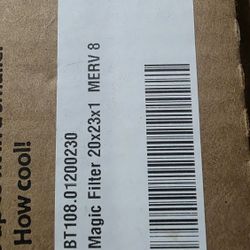 How cool!
BT108.01200230
Magic Filter 20x23x1 MERV 8